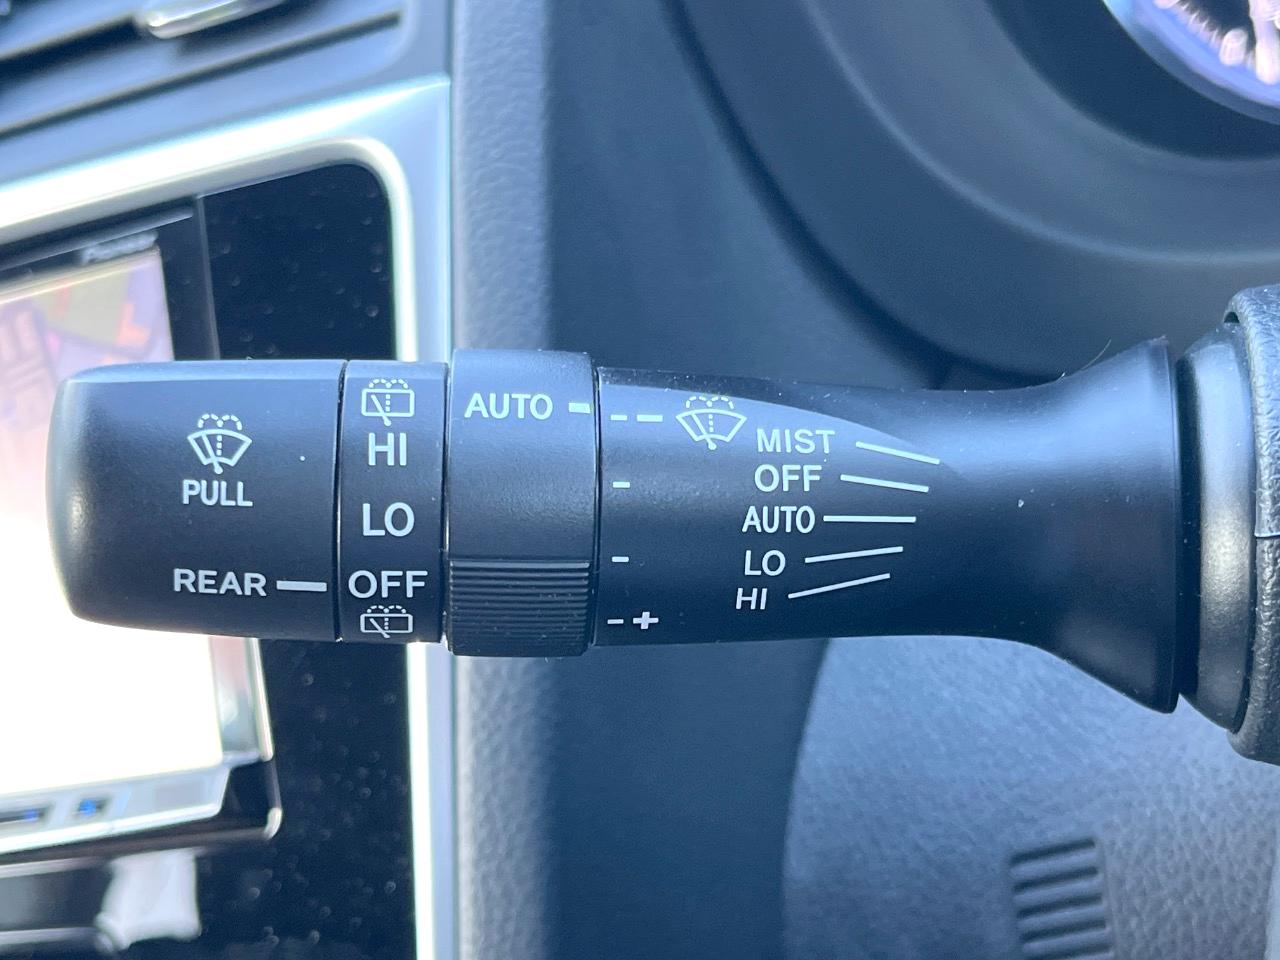 PULL
REAR
HI
LO
OFF
AUTO
--
-
-
-+
MIST
OFF
AUTO
LO
HI